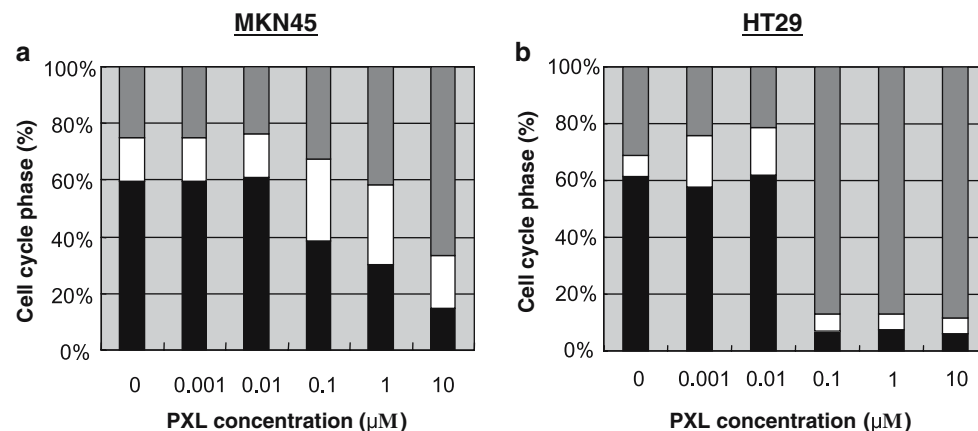 MKN45
HT29
a
b
100%
80%
60%
40%
20%
0%
Cell cycle phase (%)
0 0.001 0.01 0.1 1 10
PXL concentration (µM)
100%
80%
60%
40%
20%
0%
Cell cycle phase (%)
0 0.001 0.01 0.1 1 10
PXL concentration (µM)